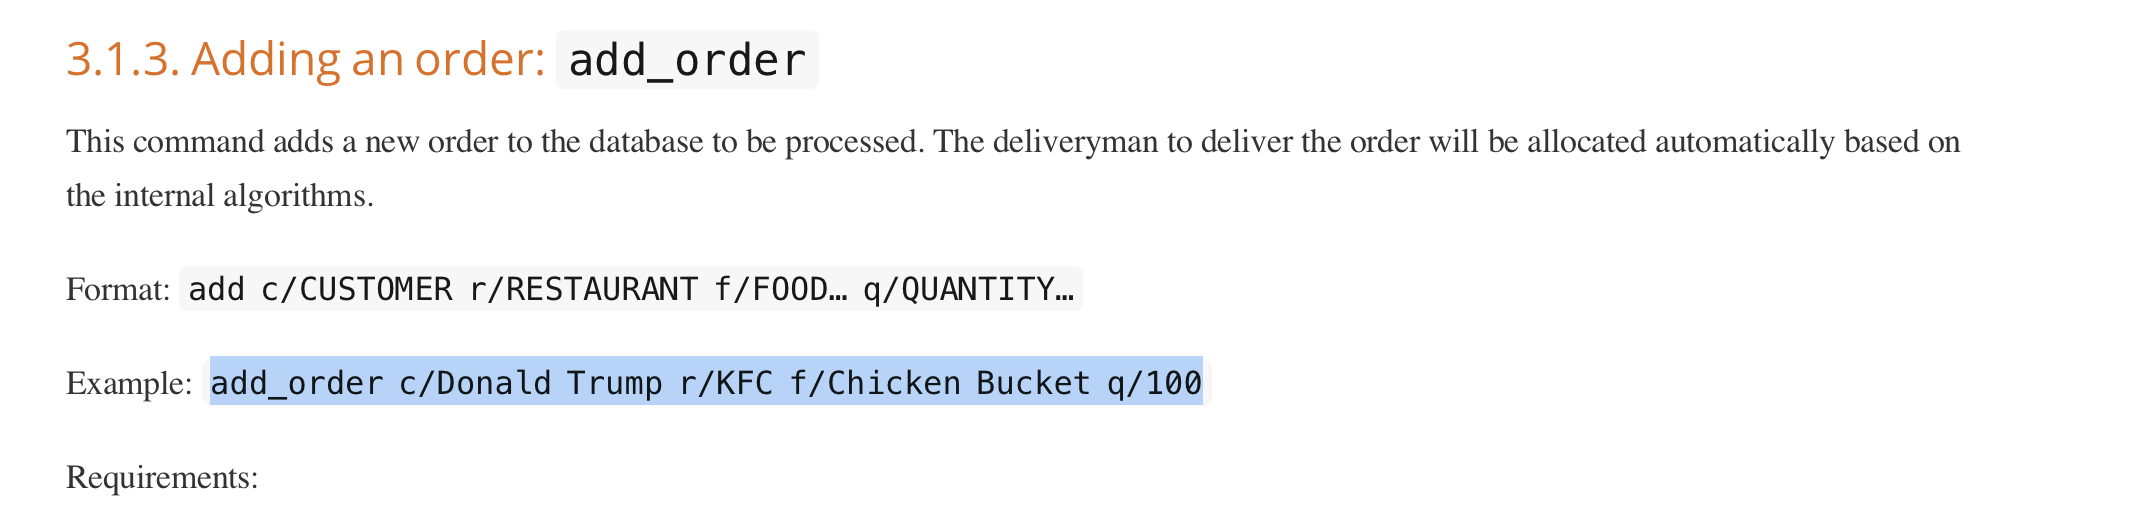 3.1.3. Adding an order: add_order
This command adds a new order to the database to be processed. The deliveryman to deliver the order will be allocated automatically based on
the internal algorithms.
Format: add c/CUSTOMER r/RESTAURANT f/FOOD… q/QUANTITY…
Example: add_order c/Donald Trump r/KFC f/Chicken Bucket q/100
Requirements: